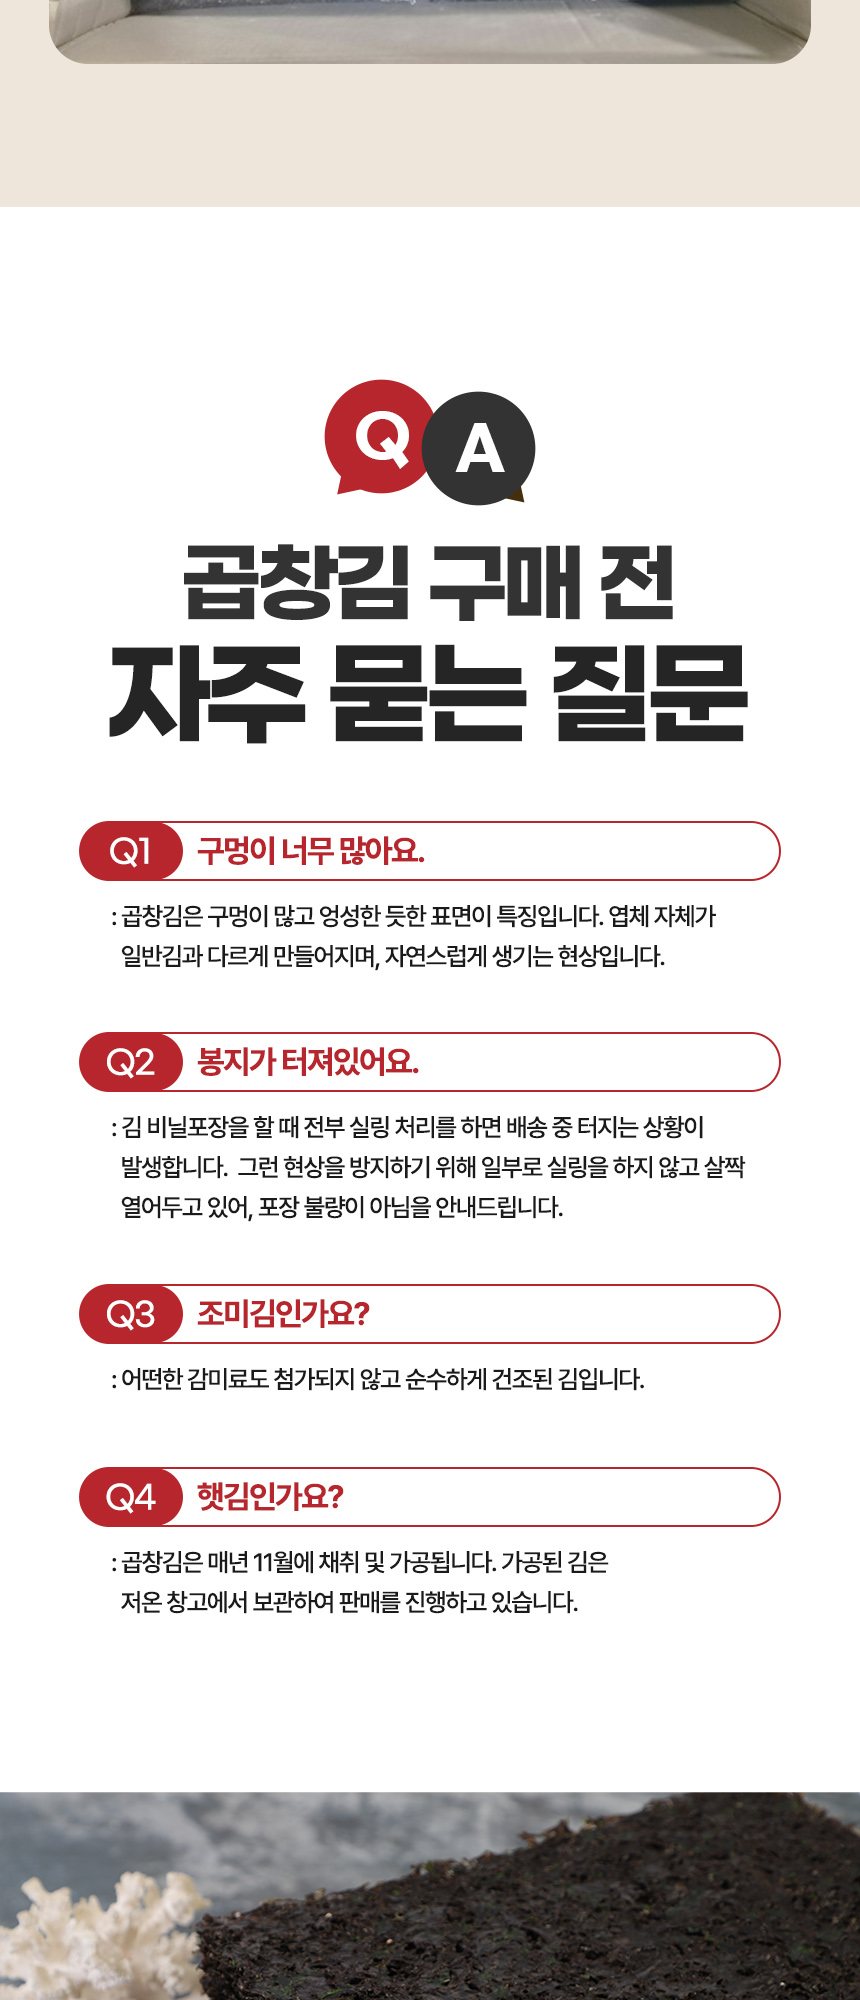 Q A
곱창김 구매 전
자주 묻는 질문
Q1 구멍이 너무 많아요.
: 곱창김은 구멍이 많고 엉성한 듯한 표면이 특징입니다. 엽체 자체가
일반김과 다르게 만들어지며, 자연스럽게 생기는 현상입니다.
Q2 봉지가 터져있어요.
: 김 비닐포장을 할 때 전부 실링 처리를 하면 배송 중 터지는 상황이
발생합니다. 그런 현상을 방지하기 위해 일부로 실링을 하지 않고 살짝
열어두고 있어, 포장 불량이 아님을 안내드립니다.
Q3 조미김인가요?
: 어떤한 감미료도 첨가되지 않고 순수하게 건조된 김입니다.
Q4 햇김인가요?
: 곱창김은 매년 11월에 채취 및 가공됩니다. 가공된 김은
저온 창고에서 보관하여 판매를 진행하고 있습니다.